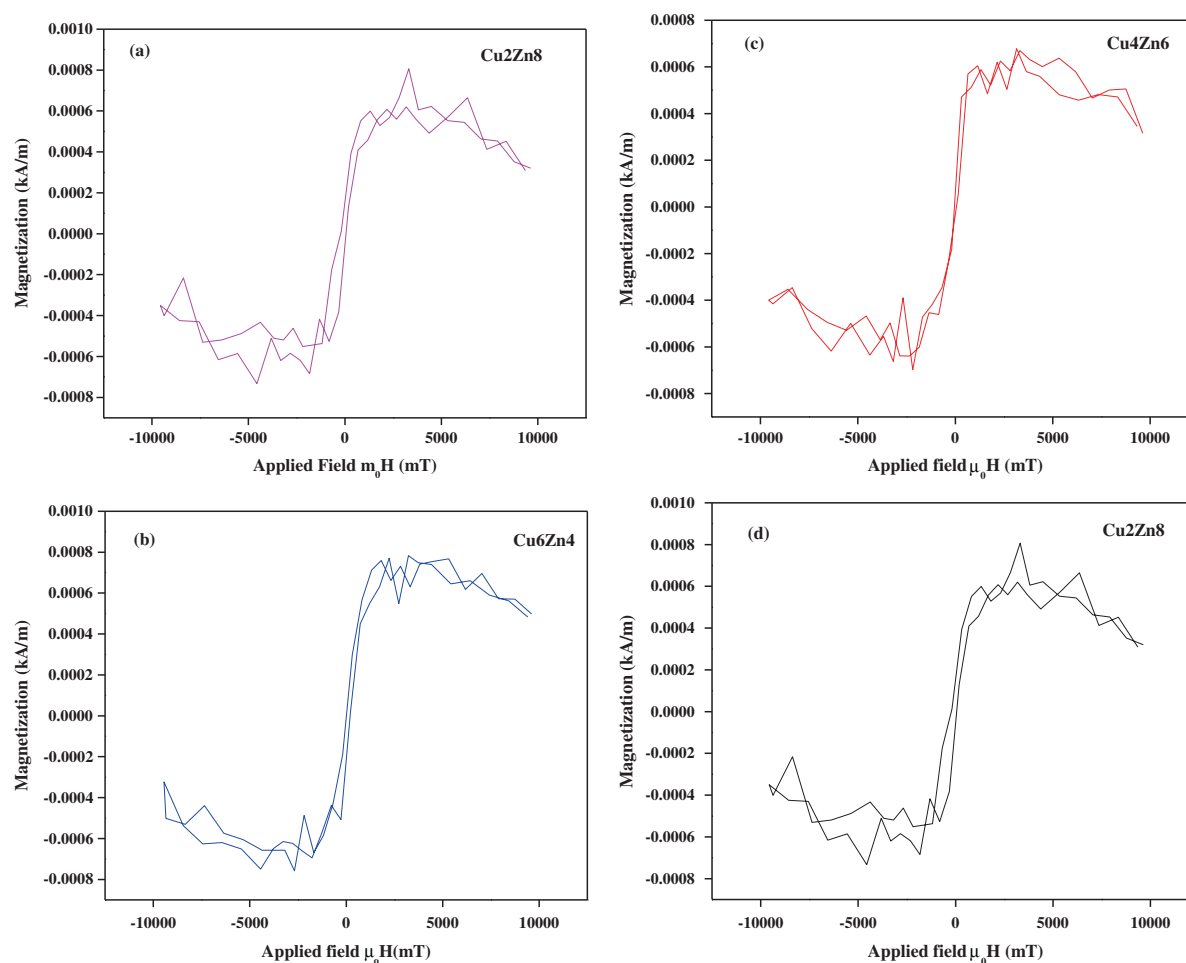 (a)
Cu2Zn8
0.0010
0.0008
0.0006
0.0004
0.0002
0.0000
-0.0002
-0.0004
-0.0006
-0.0008
Magnetization (kA/m)
-10000 -5000 0 5000 10000
Applied Field m₀H (mT)
(c)
Cu4Zn6
0.0008
0.0006
0.0004
0.0002
0.0000
-0.0002
-0.0004
-0.0006
-0.0008
Magnetization (kA/m)
-10000 -5000 0 5000 10000
Applied field μ₀H (mT)
(b)
Cu6Zn4
0.0010
0.0008
0.0006
0.0004
0.0002
0.0000
-0.0002
-0.0004
-0.0006
-0.0008
Magnetization (kA/m)
-10000 -5000 0 5000 10000
Applied field μ₀H(mT)
(d)
Cu2Zn8
0.0010
0.0008
0.0006
0.0004
0.0002
0.0000
-0.0002
-0.0004
-0.0006
-0.0008
Magnetization (kA/m)
-10000 -5000 0 5000 10000
Applied field μ₀H (mT)